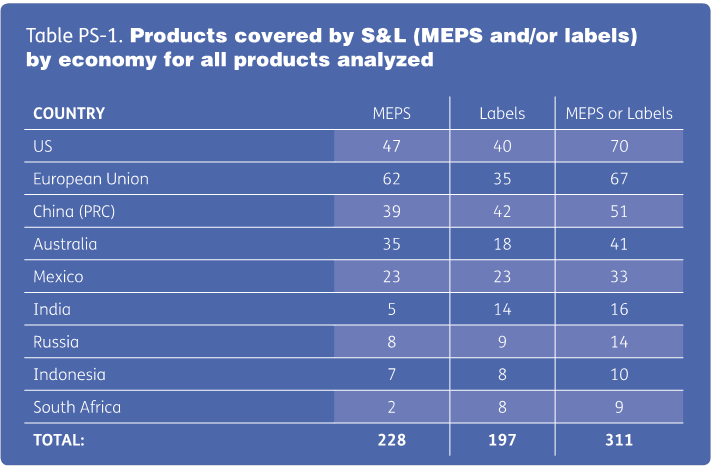 Table PS-1. Products covered by S&L (MEPS and/or labels)
by economy for all products analyzed
COUNTRY MEPS Labels MEPS or Labels
US 47 40 70
European Union 62 35 67
China (PRC) 39 42 51
Australia 35 18 41
Mexico 23 23 33
India 5 14 16
Russia 8 9 14
Indonesia 7 8 10
South Africa 2 8 9
TOTAL: 228 197 311